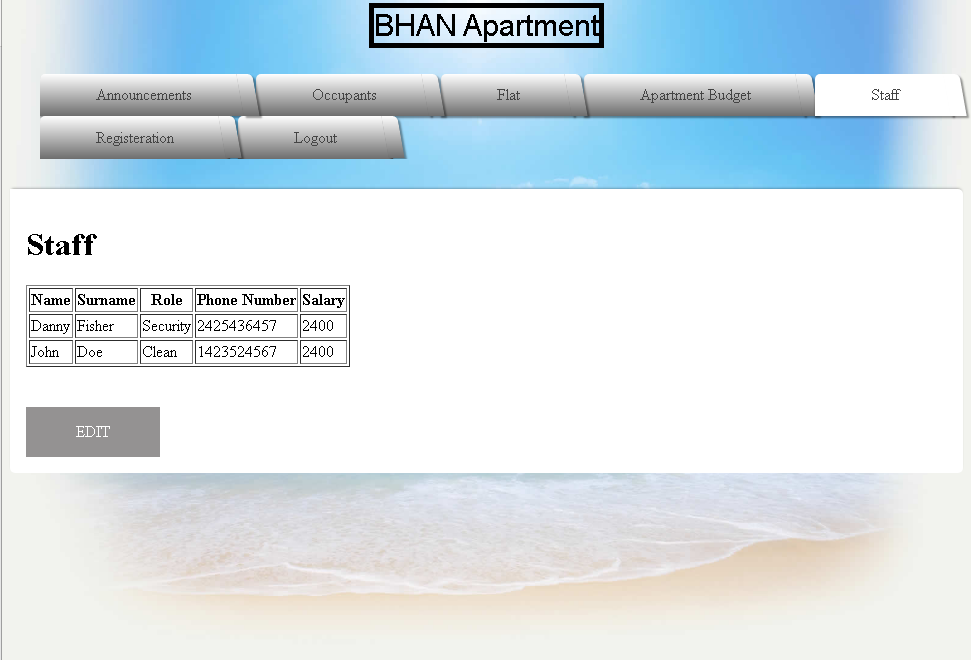 BHAN Apartment
Announcements Occupants Flat Apartment Budget Staff
Registeration Logout
Staff
Name Surname Role Phone Number Salary
Danny Fisher Security 2425436457 2400
John Doe Clean 1423524567 2400
EDIT